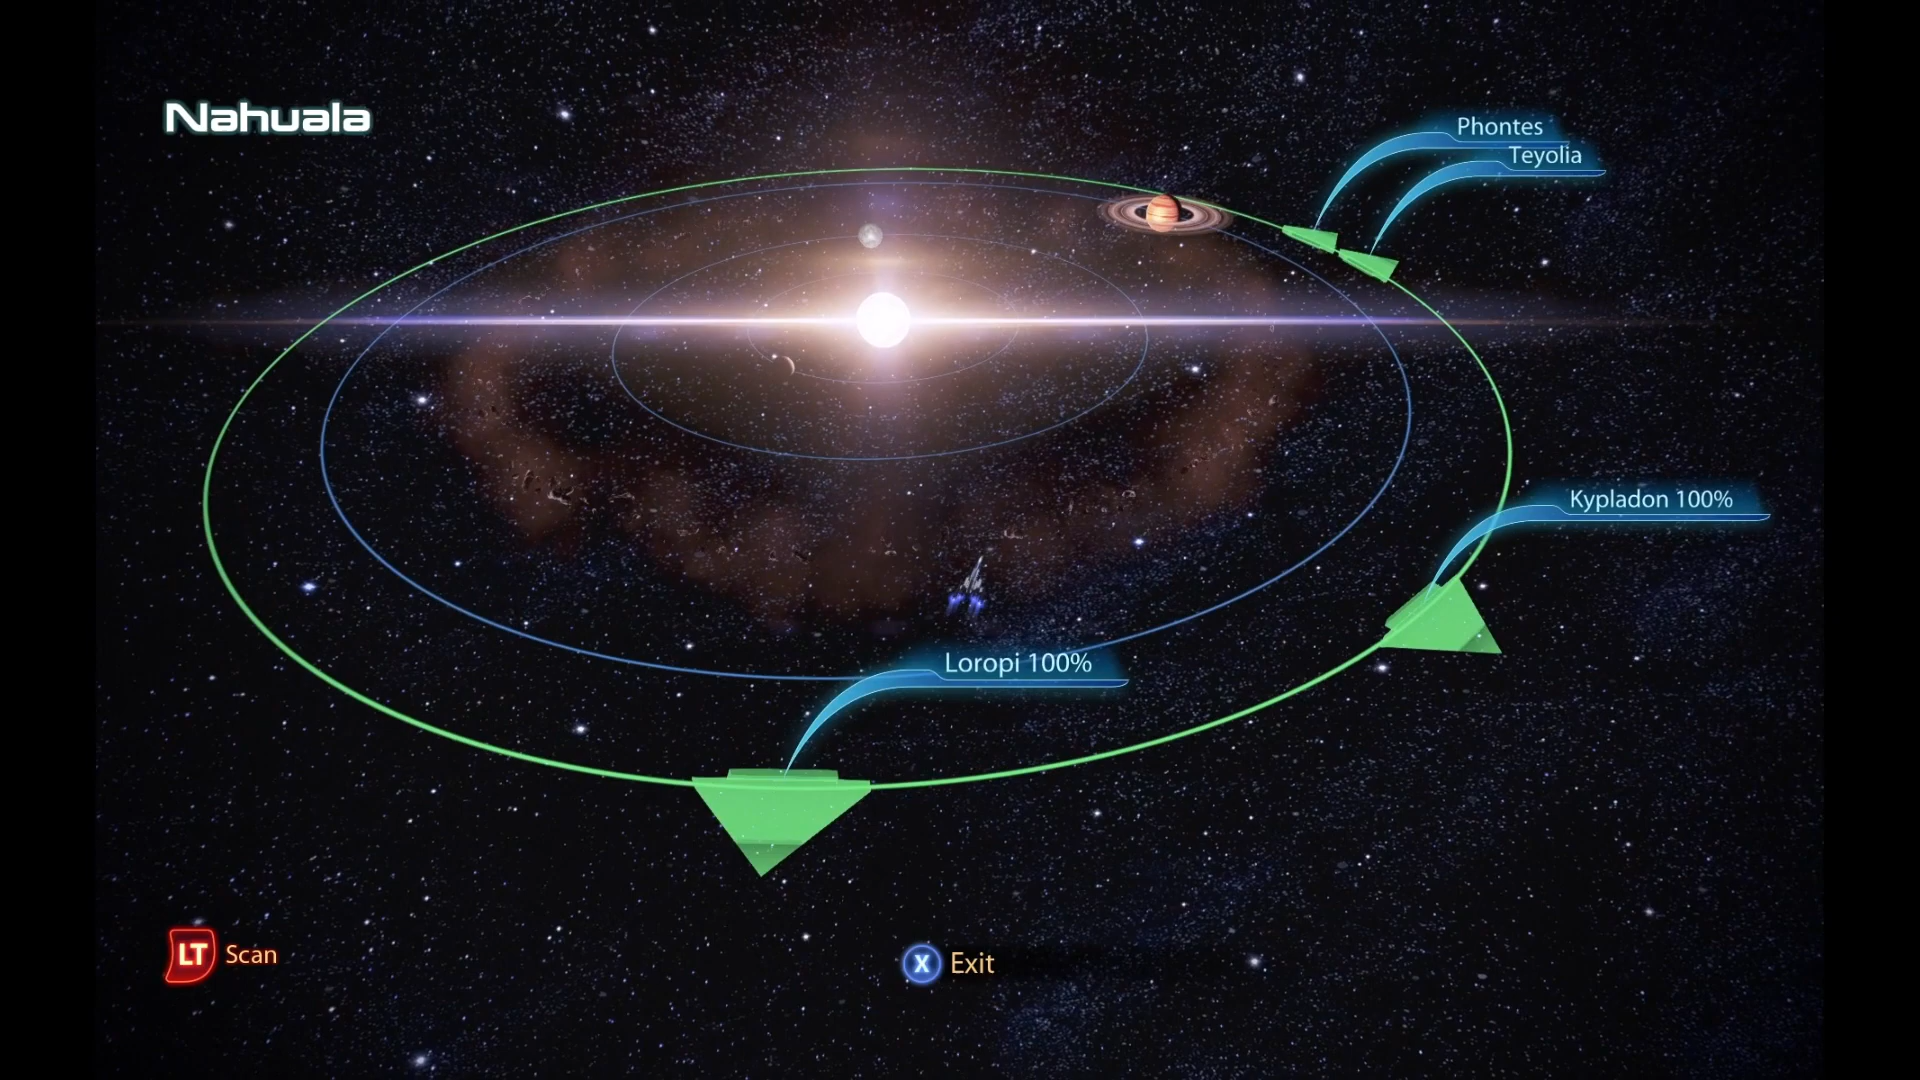 Nahuala
Phontes
Teyolia
Kypladon 100%
Loropi 100%
LT Scan
X Exit